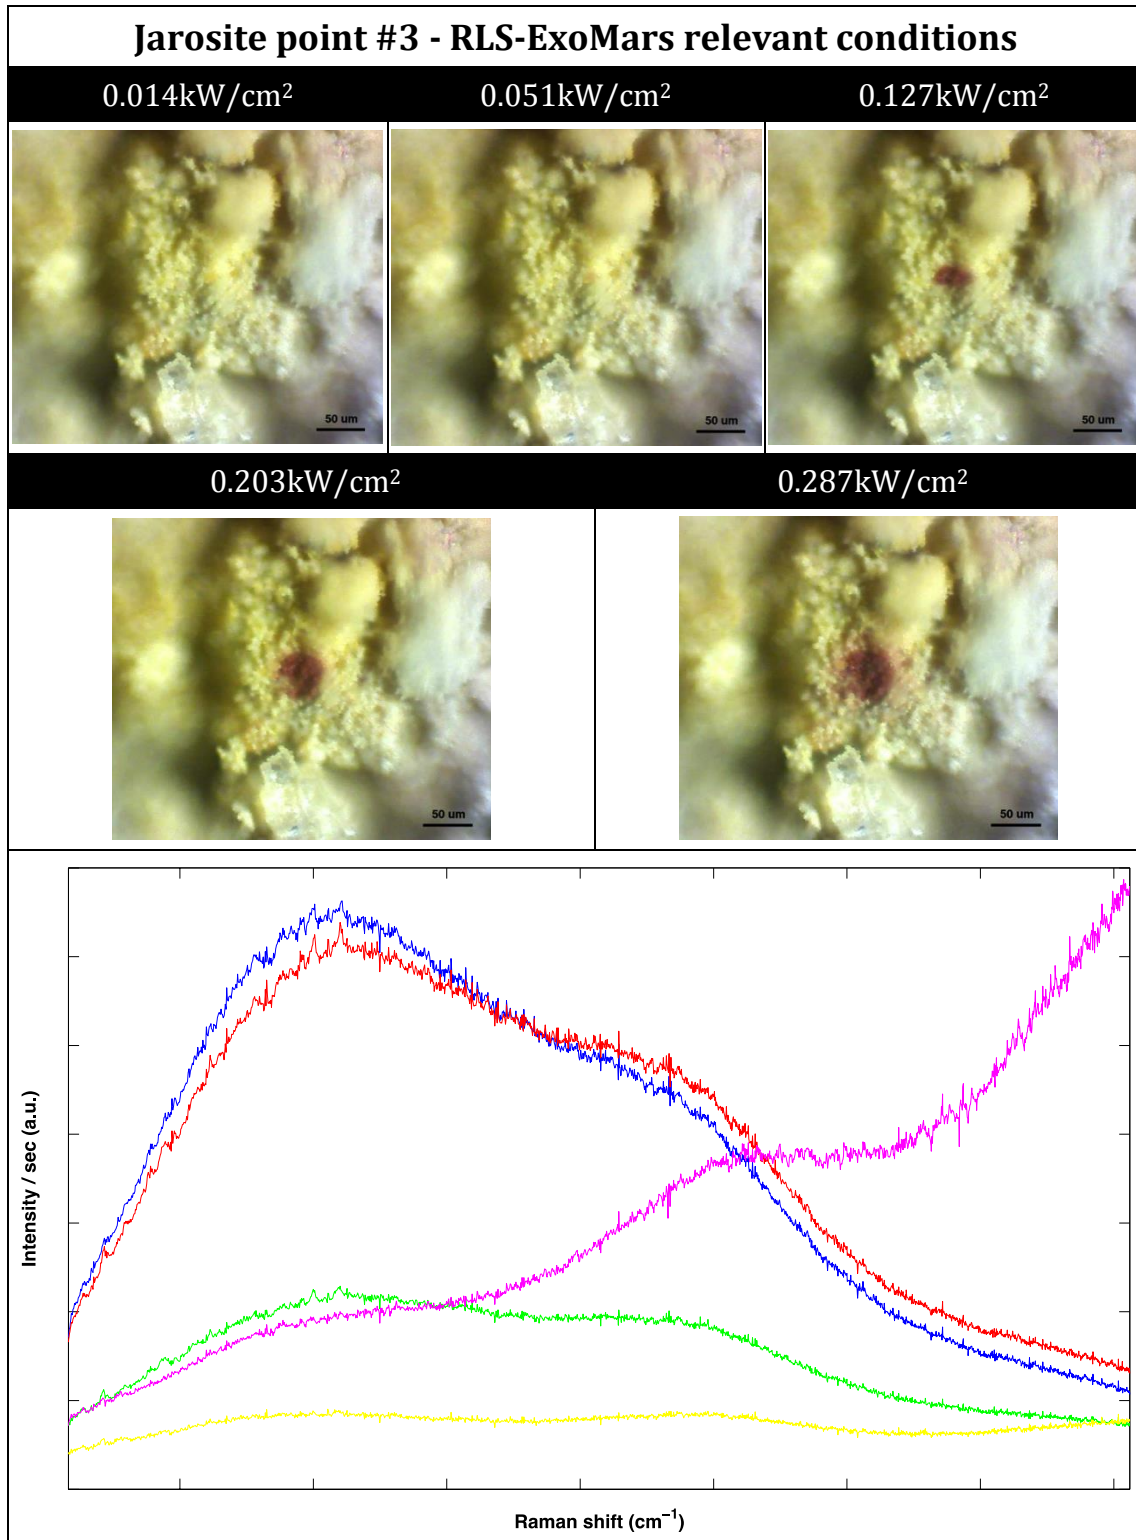 Jarosite point #3 - RLS-ExoMars relevant conditions
0.014kW/cm²
0.051kW/cm²
0.127kW/cm²
50 um
50 um
50 um
0.203kW/cm²
0.287kW/cm²
50 um
50 um
Intensity / sec (a.u.)
Raman shift (cm⁻¹)